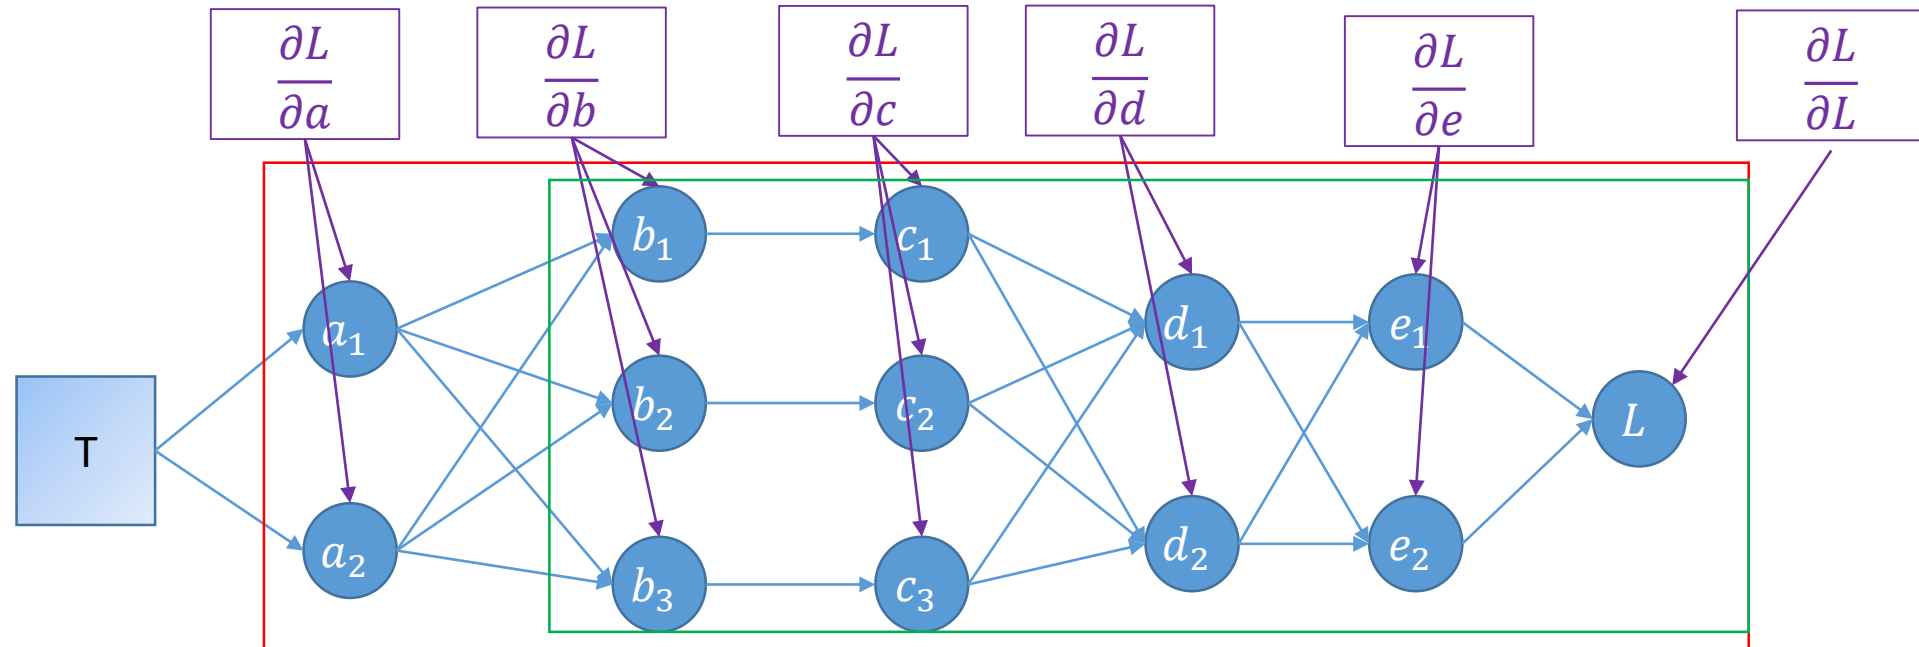 ∂L/∂a
∂L/∂b
∂L/∂c
∂L/∂d
∂L/∂e
∂L/∂L
b₁
c₁
a₁
d₁
e₁
b₂
c₂
L
T
a₂
d₂
e₂
b₃
c₃